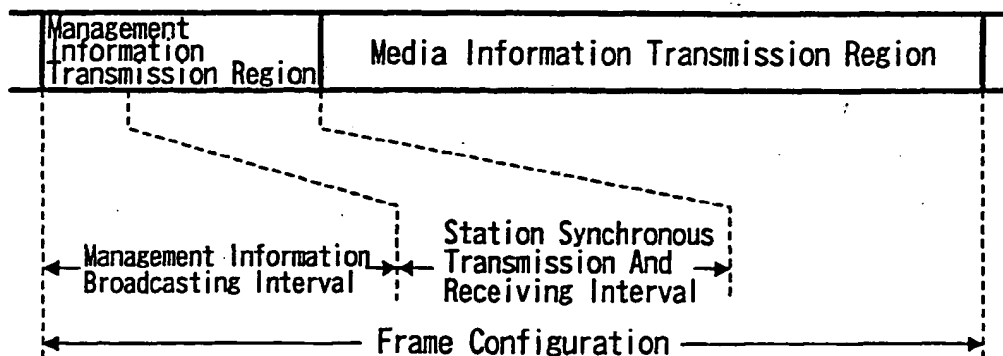 Management
Information
Transmission Region
Media Information Transmission Region
Management Information
Broadcasting Interval
Station Synchronous
Transmission And
Receiving Interval
Frame Configuration